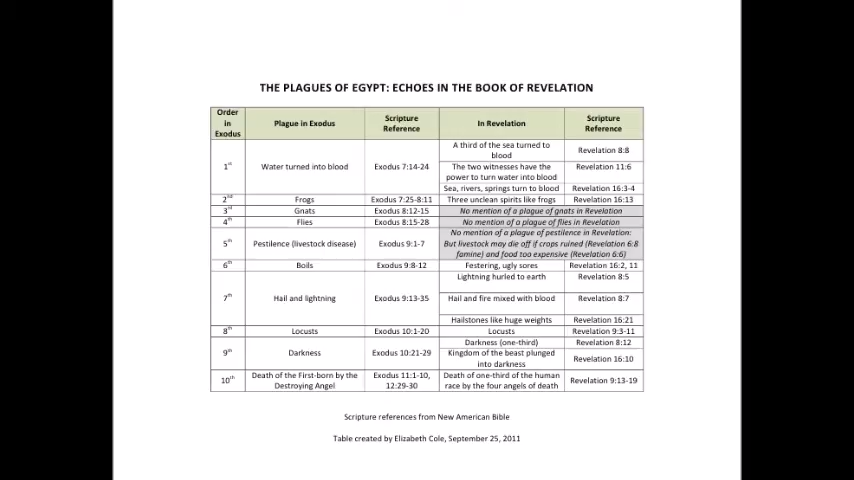 THE PLAGUES OF EGYPT: ECHOES IN THE BOOK OF REVELATION
Order in Exodus | Plague in Exodus | Scripture Reference | In Revelation | Scripture Reference
1st | Water turned into blood | Exodus 7:14-24 | A third of the sea turned to blood | Revelation 8:8
The two witnesses have the power to turn water into blood | Revelation 11:6
Sea, rivers, springs turn to blood | Revelation 16:3-4
2nd | Frogs | Exodus 7:25-8:11 | Three unclean spirits like frogs | Revelation 16:13
3rd | Gnats | Exodus 8:12-15 | No mention of a plague of gnats in Revelation
4th | Flies | Exodus 8:15-28 | No mention of a plague of flies in Revelation
5th | Pestilence (livestock disease) | Exodus 9:1-7 | No mention of a plague of pestilence in Revelation:
But livestock may die off if crops ruined (Revelation 6:8
famine) and food too expensive (Revelation 6:6)
6th | Boils | Exodus 9:8-12 | Festering, ugly sores | Revelation 16:2, 11
7th | Hail and lightning | Exodus 9:13-35 | Lightning hurled to earth | Revelation 8:5
Hail and fire mixed with blood | Revelation 8:7
Hailstones like huge weights | Revelation 16:21
8th | Locusts | Exodus 10:1-20 | Locusts | Revelation 9:3-11
9th | Darkness | Exodus 10:21-29 | Darkness (one-third) | Revelation 8:12
Kingdom of the beast plunged into darkness | Revelation 16:10
10th | Death of the First-born by the Destroying Angel | Exodus 11:1-10, 12:29-30 | Death of one-third of the human race by the four angels of death | Revelation 9:13-19
Scripture references from New American Bible
Table created by Elizabeth Cole, September 25, 2011